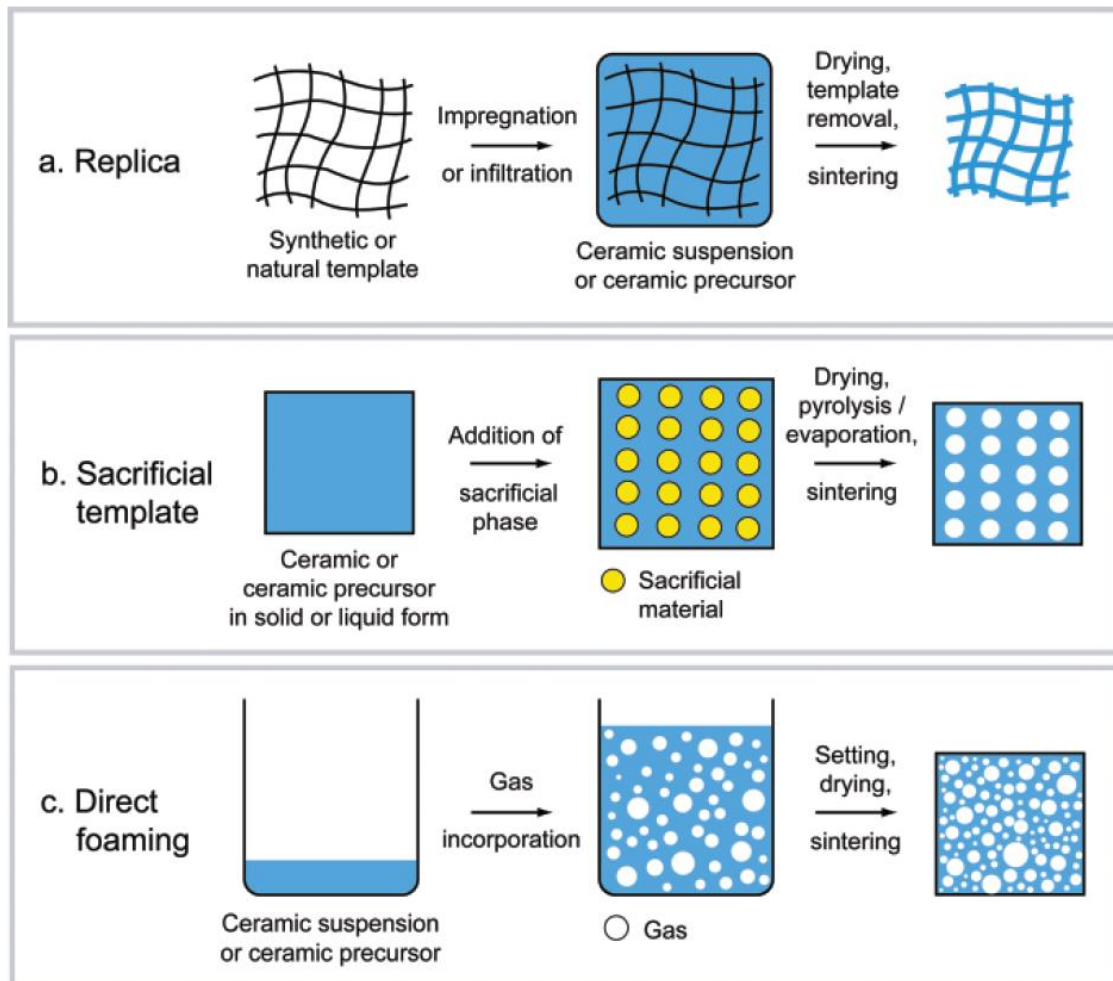 a. Replica
Synthetic or
natural template
Impregnation
or infiltration
Ceramic suspension
or ceramic precursor
Drying,
template
removal,
sintering
b. Sacrificial
template
Ceramic or
ceramic precursor
in solid or liquid form
Addition of
sacrificial
phase
Sacrificial
material
Drying,
pyrolysis /
evaporation,
sintering
c. Direct
foaming
Ceramic suspension
or ceramic precursor
Gas
incorporation
Gas
Setting,
drying,
sintering